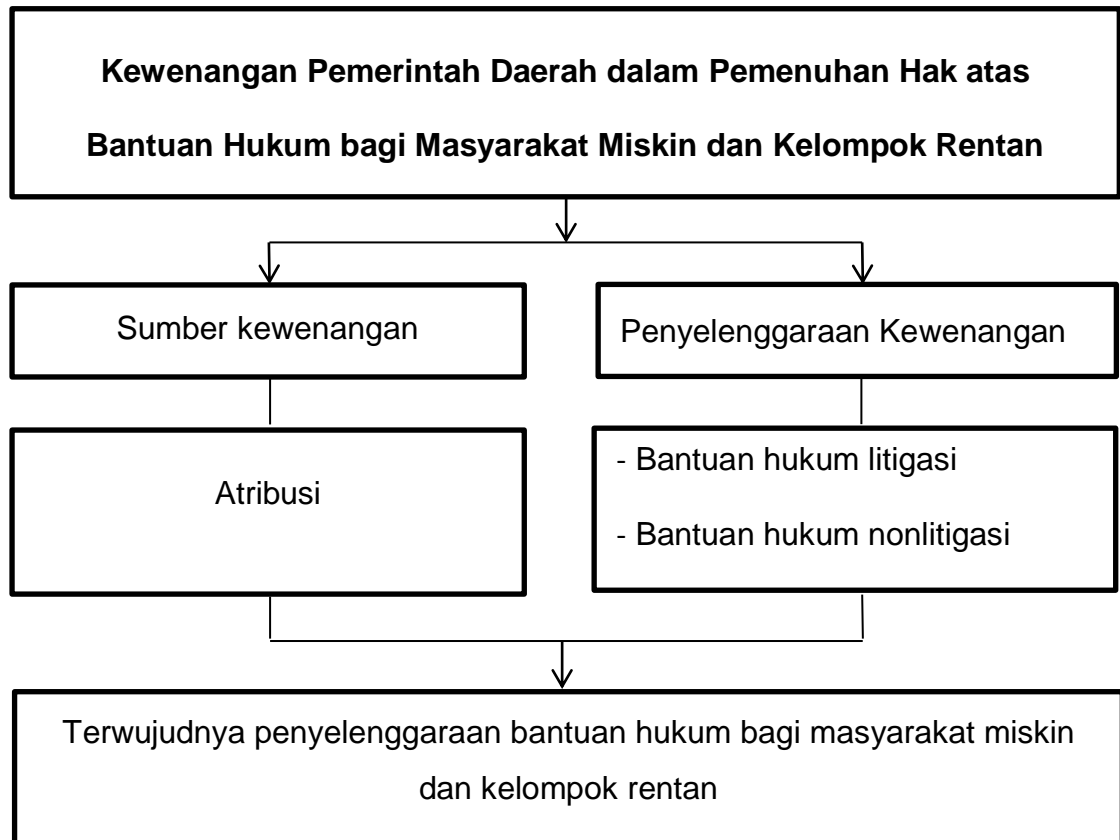 Kewenangan Pemerintah Daerah dalam Pemenuhan Hak atas
Bantuan Hukum bagi Masyarakat Miskin dan Kelompok Rentan
Sumber kewenangan
Penyelenggaraan Kewenangan
Atribusi
- Bantuan hukum litigasi
- Bantuan hukum nonlitigasi
Terwujudnya penyelenggaraan bantuan hukum bagi masyarakat miskin
dan kelompok rentan